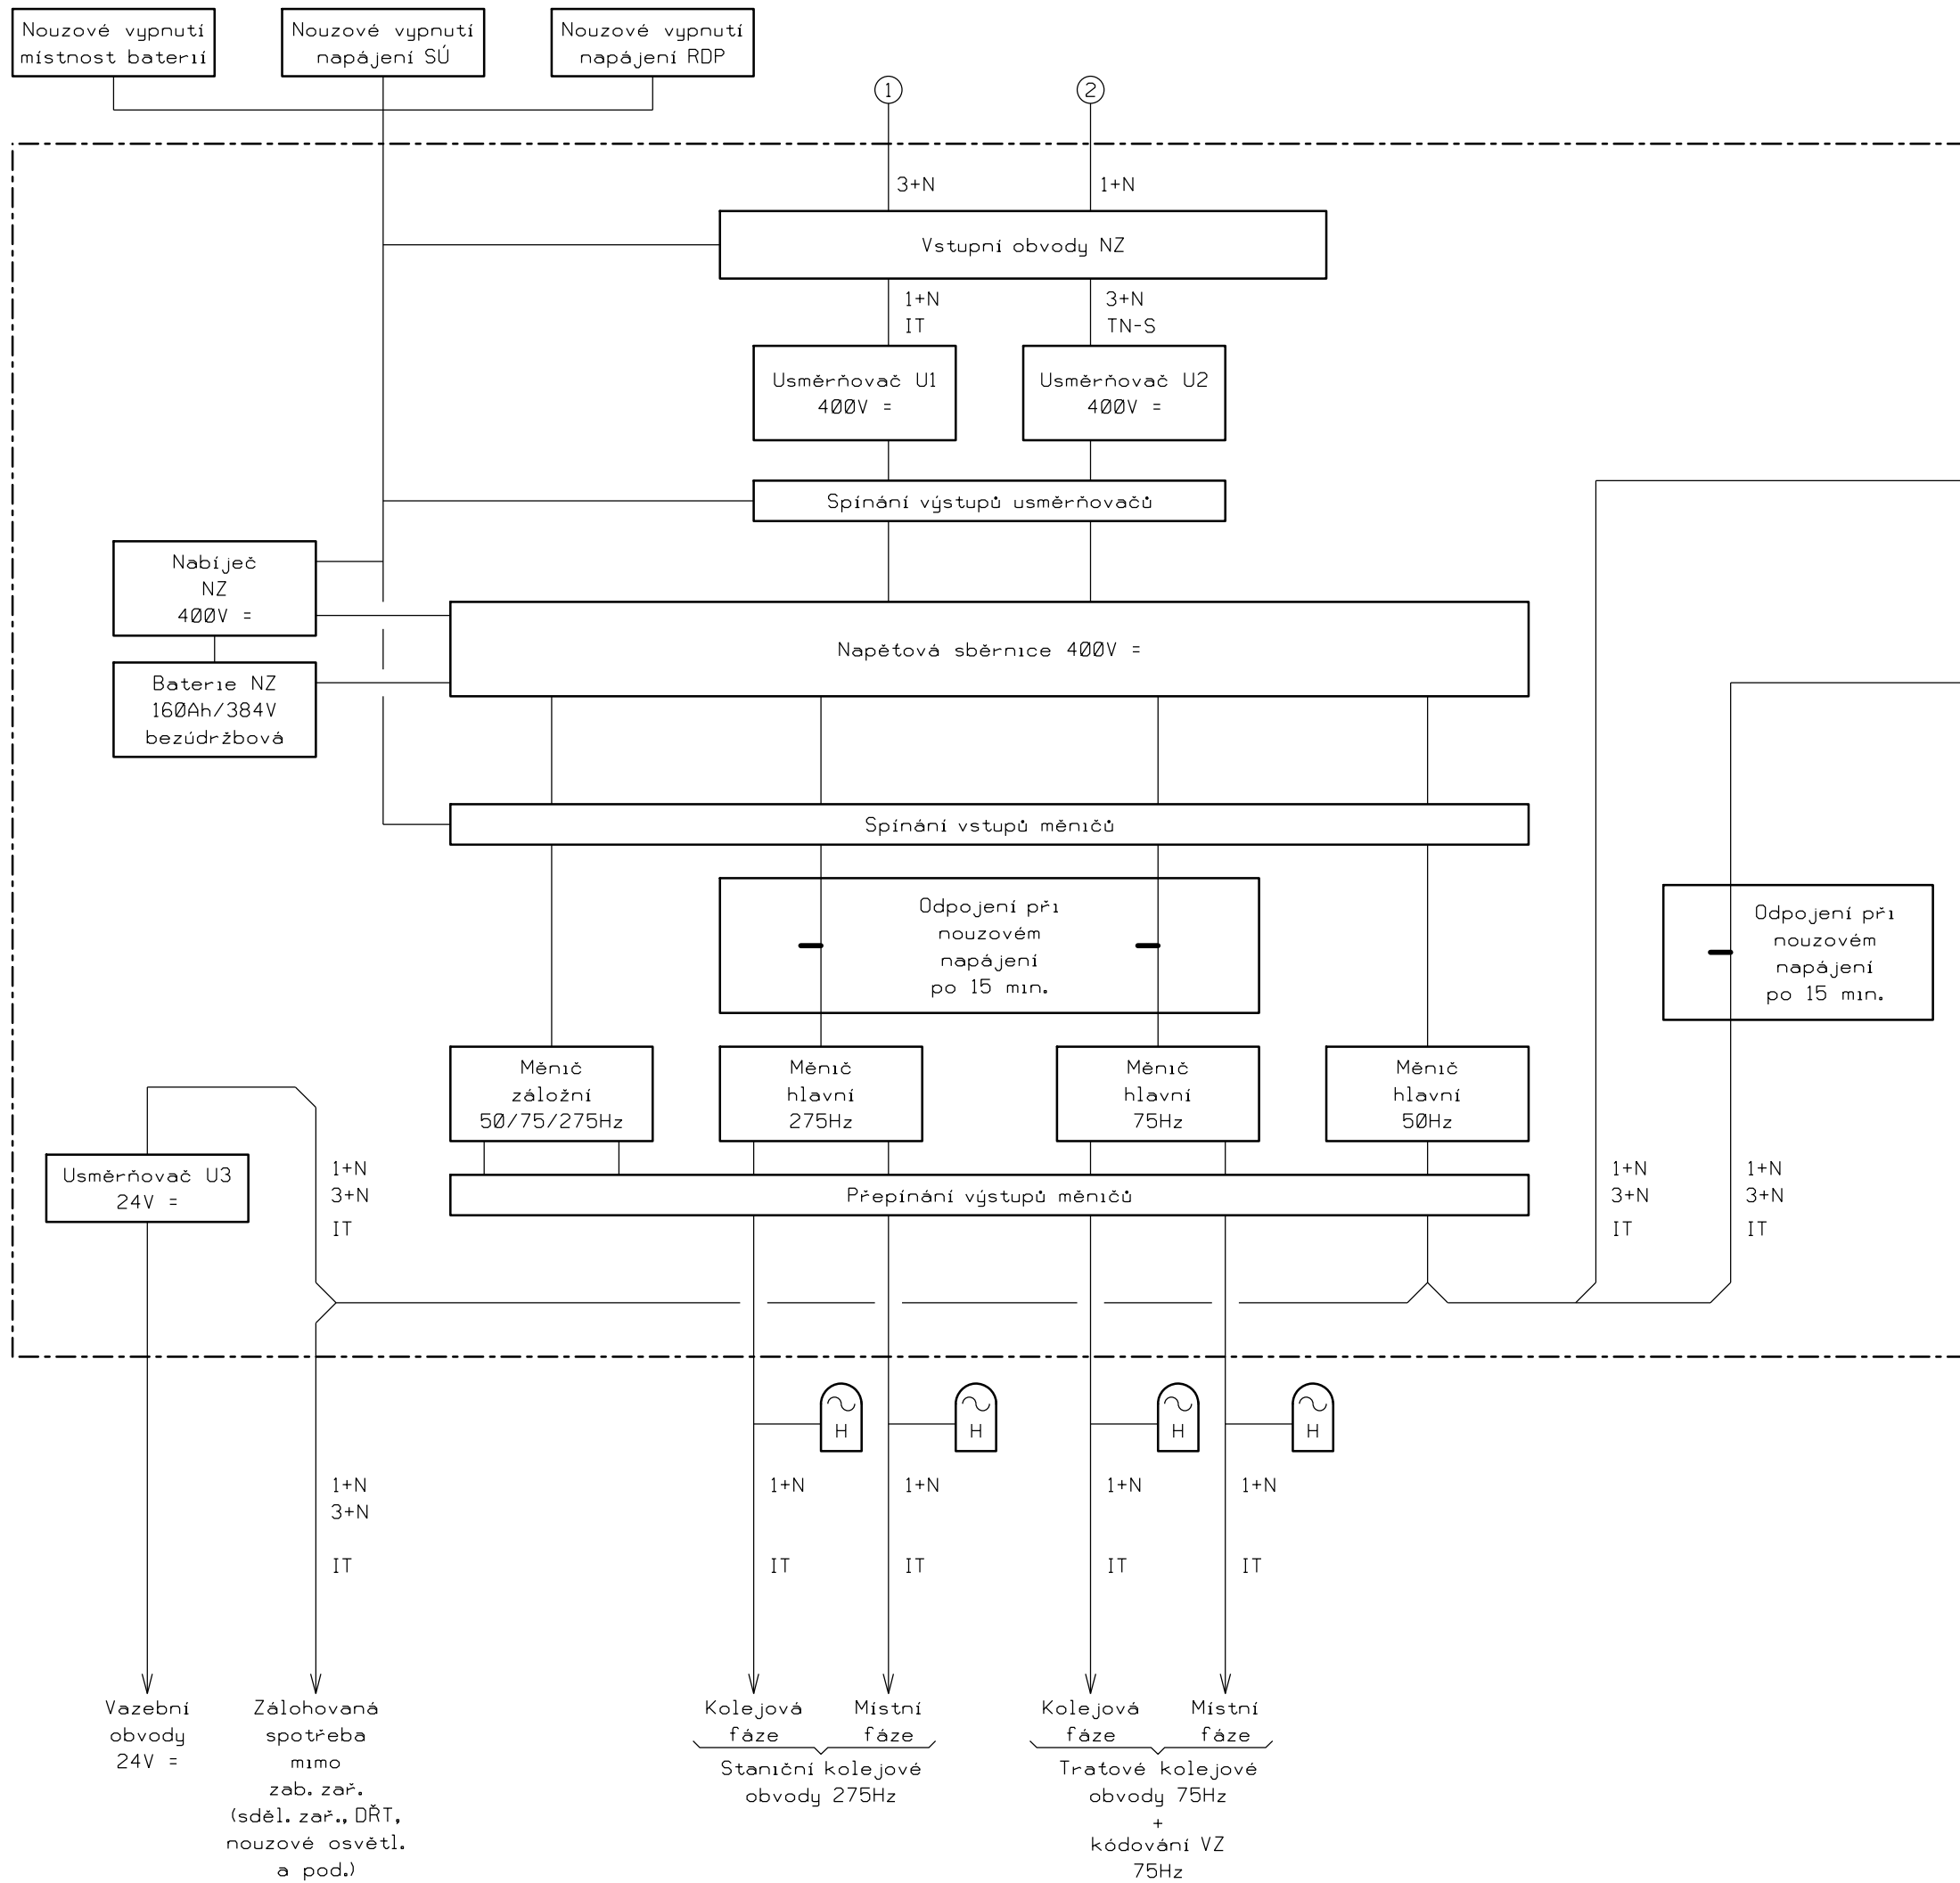 Nouzové vypnutí
místnost baterií
Nouzové vypnutí
napájení SÚ
Nouzové vypnutí
napájení RDP
1
2
3+N
1+N
Vstupní obvody NZ
1+N
IT
3+N
TN-S
Usměrňovač U1
400V =
Usměrňovač U2
400V =
Spínání výstupů usměrňovačů
Nabíječ
NZ
400V =
Napěťová sběrnice 400V =
Baterie NZ
160Ah/384V
bezúdržbová
Spínání vstupů měničů
Odpojení při
nouzovém
napájení
po 15 min.
Odpojení při
nouzovém
napájení
po 15 min.
Měnič
záložní
50/75/275Hz
Měnič
hlavní
275Hz
Měnič
hlavní
75Hz
Měnič
hlavní
50Hz
Usměrňovač U3
24V =
1+N
3+N
IT
Přepínání výstupů měničů
1+N
3+N
IT
1+N
3+N
IT
H
H
H
H
1+N
3+N
IT
1+N
IT
1+N
IT
1+N
IT
1+N
IT
Vazební
obvody
24V =
Zálohovaná
spotřeba
mimo
zab. zař.
(sděl. zař., DŘT,
nouzové osvětl.
a pod.)
Kolejová
fáze
Místní
fáze
Staniční kolejové
obvody 275Hz
Kolejová
fáze
Místní
fáze
Traťové kolejové
obvody 75Hz
+
kódování VZ
75Hz